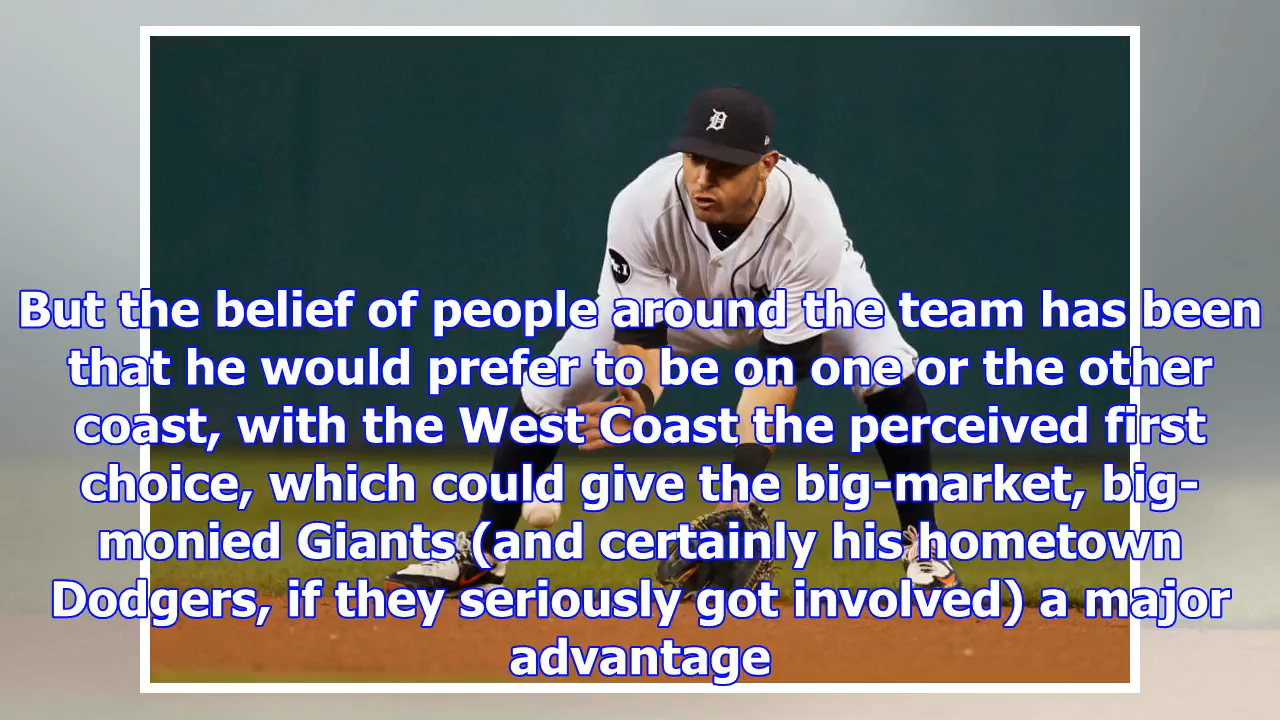 But the belief of people around the team has been
that he would prefer to be on one or the other
coast, with the West Coast the perceived first
choice, which could give the big-market, big-
monied Giants (and certainly his hometown
Dodgers, if they seriously got involved) a major
advantage